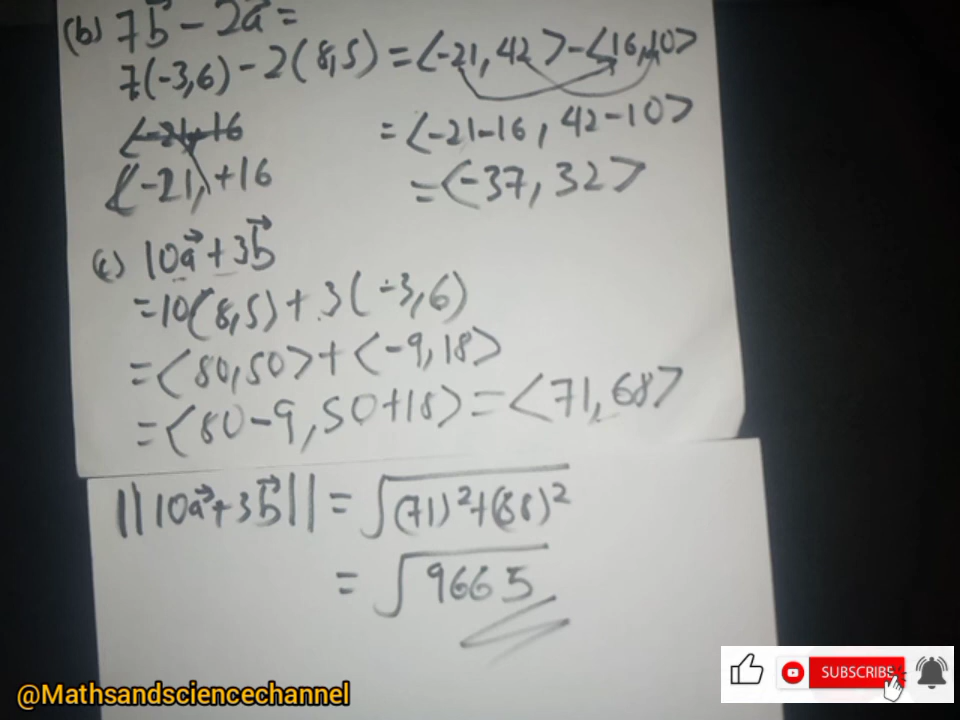 (b) 7b⃗ - 2a⃗ =
7(-3,6) - 2(8,5) = <-21, 42> - <16,10>
<-21,+16
= <-21-16, 42-10>
(-21, +16
= <-37, 32>
(c) 10a⃗ + 3b⃗
= 10(8,5) + 3(-3,6)
= <80,50> + <-9,18>
= <80-9, 50+18> = <71,68>
||10a⃗+3b⃗|| = √(71)²+(68)²
= √9665
@Mathsandsciencechannel
SUBSCRIBE